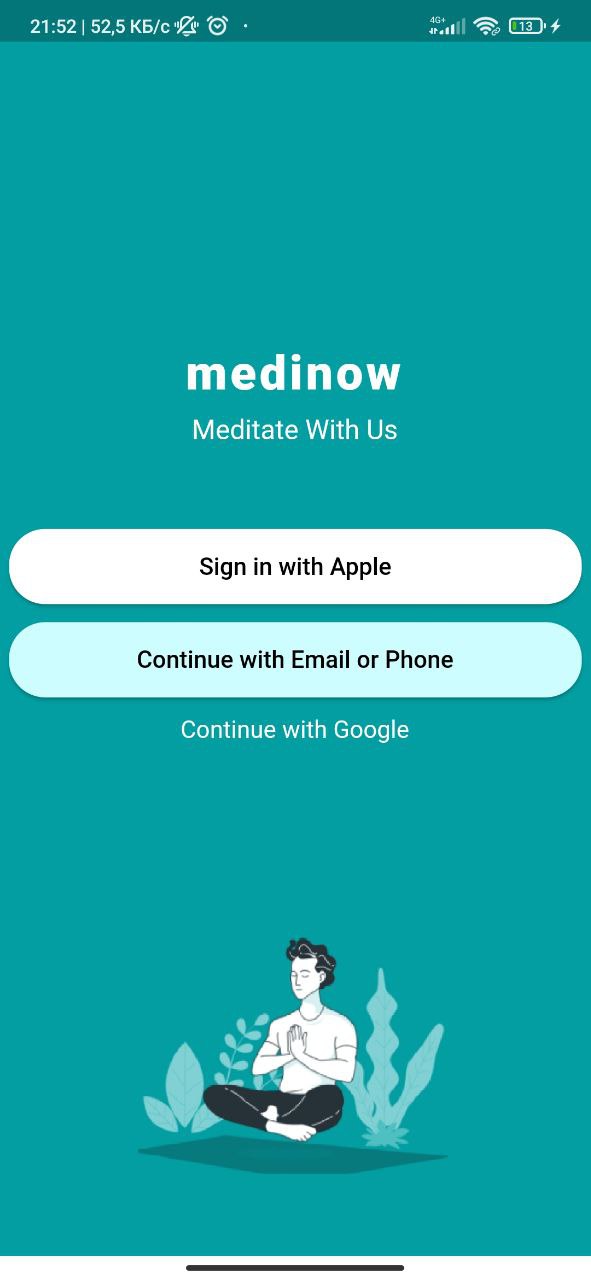 21:52 | 52,5 КБ/с
4G+
13
medinow
Meditate With Us
Sign in with Apple
Continue with Email or Phone
Continue with Google